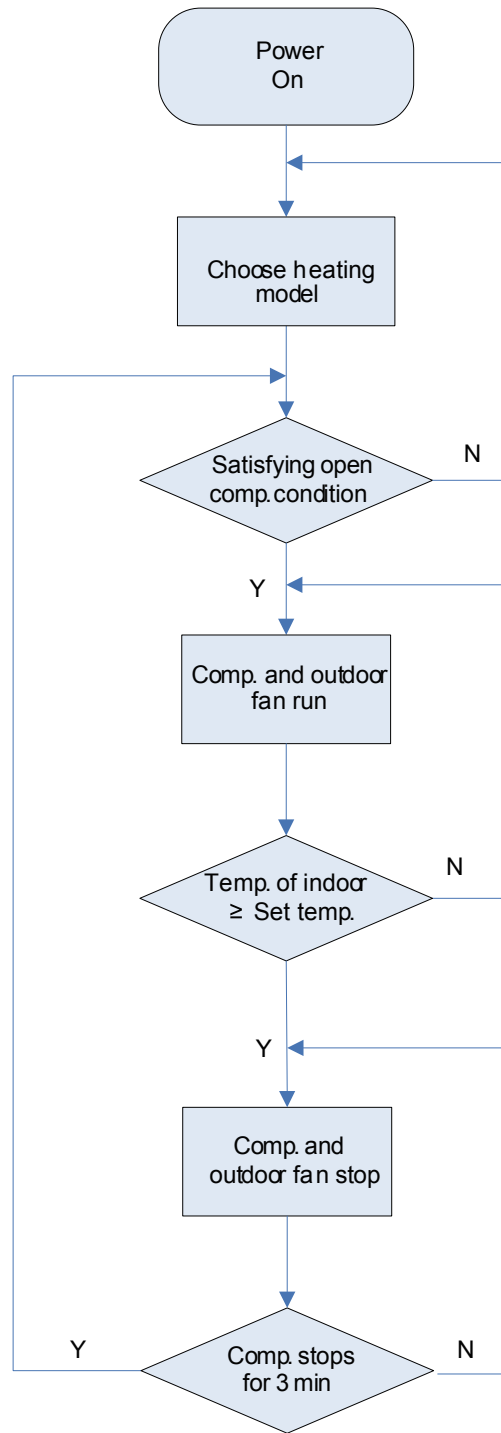 Power
On
Choose heating
model
Satisfying open
comp. condition
N
Y
Comp. and outdoor
fan run
Temp. of indoor
≥ Set temp.
N
Y
Comp. and
outdoor fan stop
Y
Comp. stops
for 3 min
N